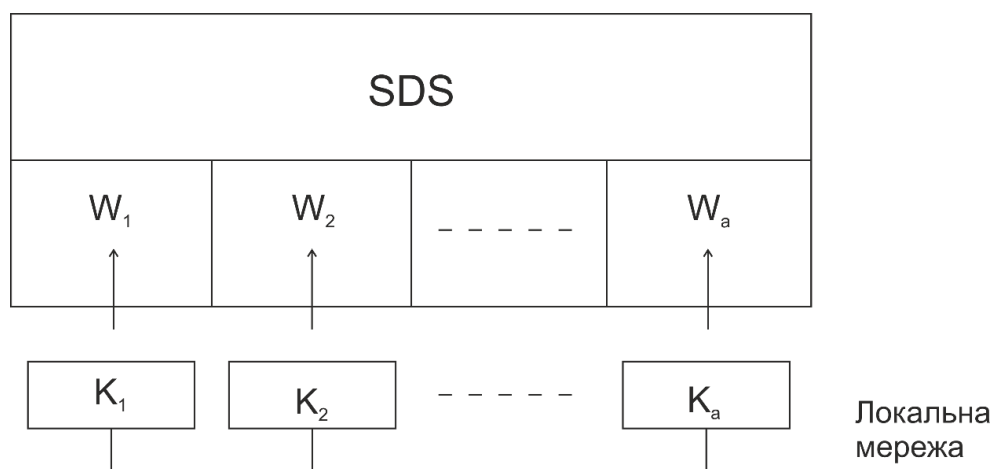 SDS
W₁ W₂ Wₐ
K₁ K₂ Kₐ
Локальна
мережа